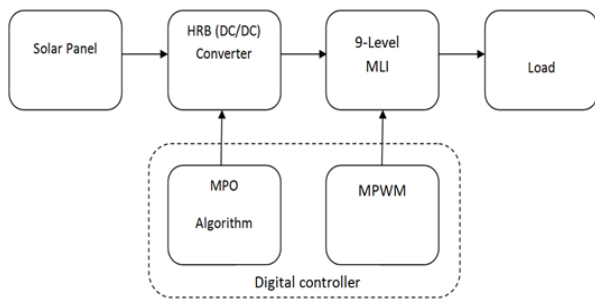 Solar Panel
HRB (DC/DC)
Converter
9-Level
MLI
Load
MPO
Algorithm
MPWM
Digital controller